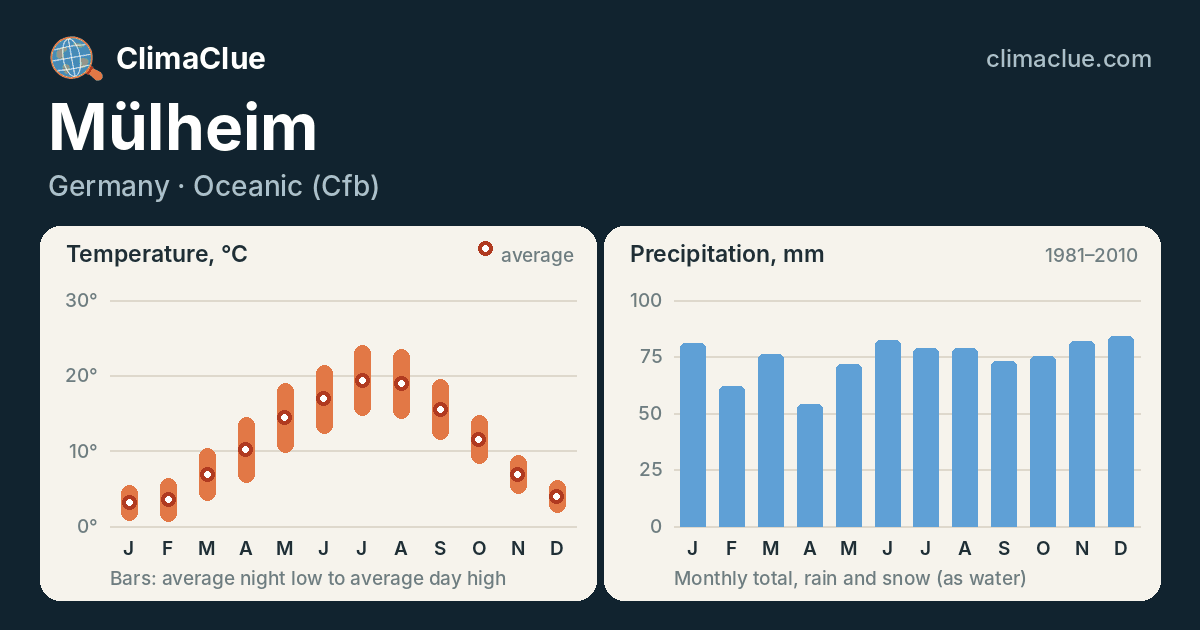 ClimaClue
climaclue.com
Mülheim
Germany · Oceanic (Cfb)
Temperature, °C
average
30°
20°
10°
0°
J F M A M J J A S O N D
Bars: average night low to average day high
Precipitation, mm
1981–2010
100
75
50
25
0
J F M A M J J A S O N D
Monthly total, rain and snow (as water)